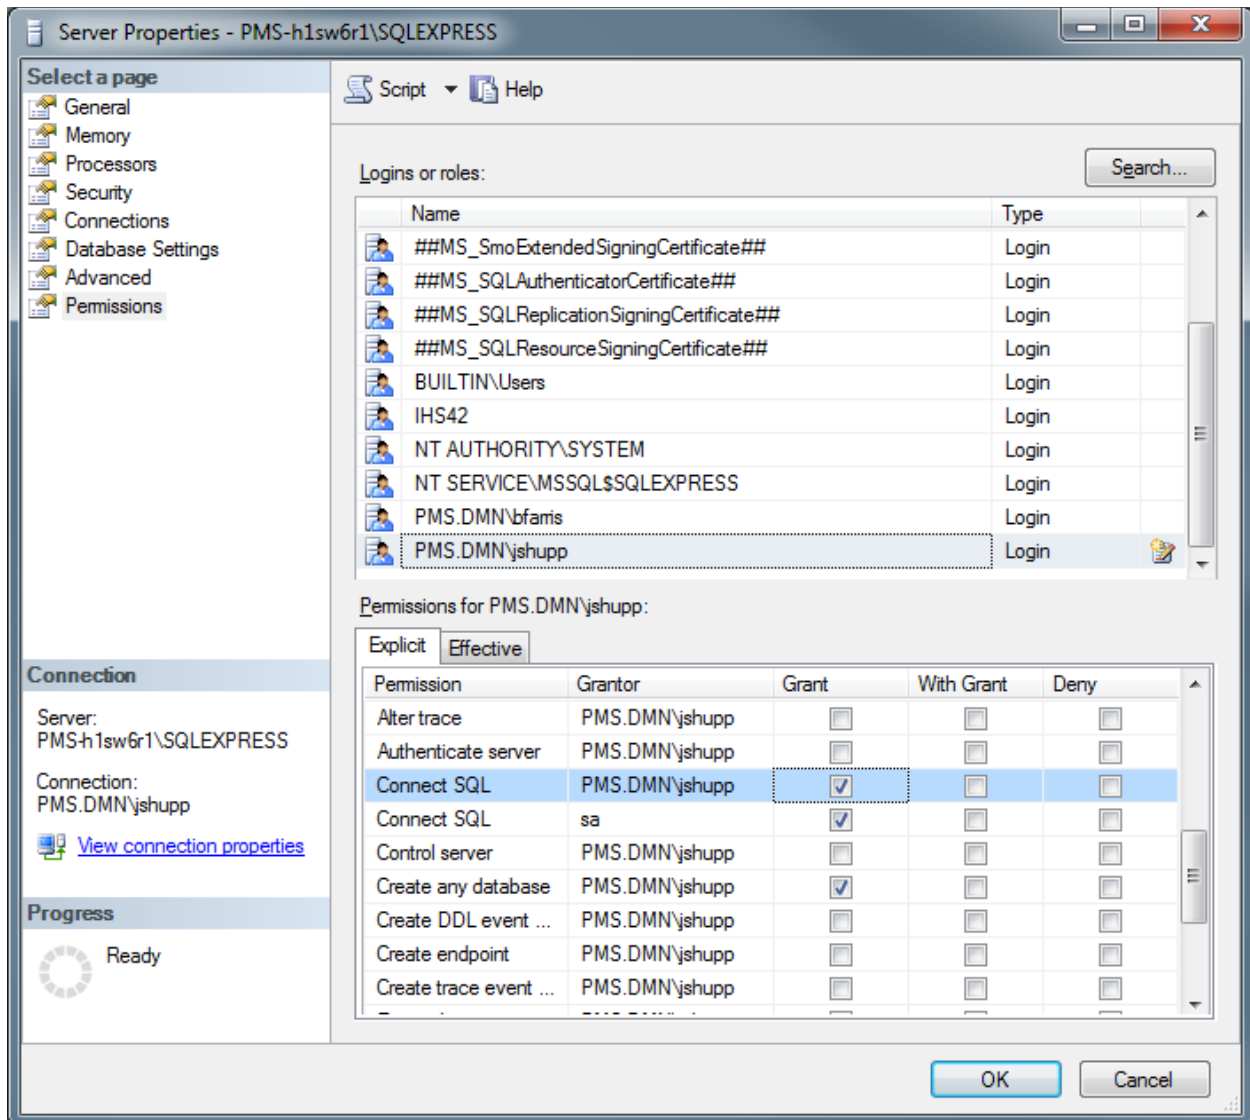 Server Properties - PMS-h1sw6r1\SQLEXPRESS
Select a page
General
Memory
Processors
Security
Connections
Database Settings
Advanced
Permissions
Connection
Server:
PMS-h1sw6r1\SQLEXPRESS
Connection:
PMS.DMN\jshupp
View connection properties
Progress
Ready
Script Help
Logins or roles: Search...
Name Type
##MS_SmoExtendedSigningCertificate## Login
##MS_SQLAuthenticatorCertificate## Login
##MS_SQLReplicationSigningCertificate## Login
##MS_SQLResourceSigningCertificate## Login
BUILTIN\Users Login
IHS42 Login
NT AUTHORITY\SYSTEM Login
NT SERVICE\MSSQL$SQLEXPRESS Login
PMS.DMN\bfarris Login
PMS.DMN\jshupp Login
Permissions for PMS.DMN\jshupp:
Explicit Effective
Permission Grantor Grant With Grant Deny
Alter trace PMS.DMN\jshupp
Authenticate server PMS.DMN\jshupp
Connect SQL PMS.DMN\jshupp
Connect SQL sa
Control server PMS.DMN\jshupp
Create any database PMS.DMN\jshupp
Create DDL event ... PMS.DMN\jshupp
Create endpoint PMS.DMN\jshupp
Create trace event ... PMS.DMN\jshupp
OK Cancel